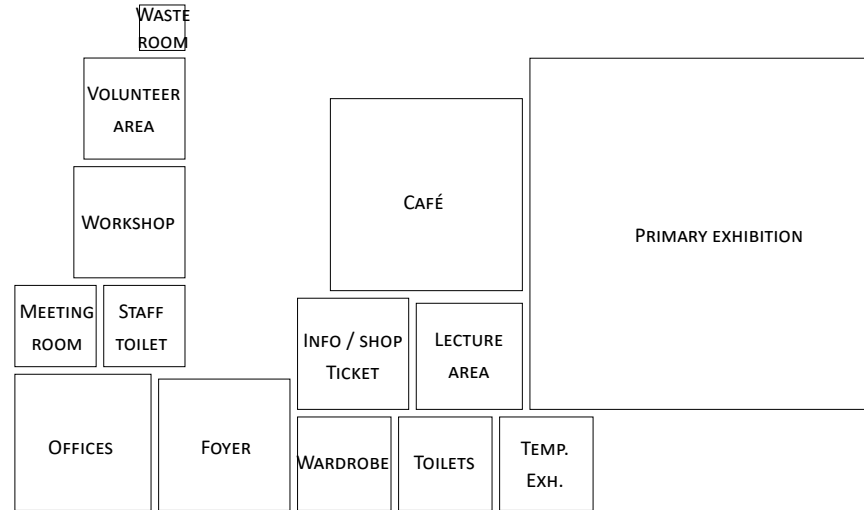 Waste
room
Volunteer
area
Café
Workshop
Primary exhibition
Meeting
room
Staff
toilet
Info / shop
Ticket
Lecture
area
Offices
Foyer
Wardrobe
Toilets
Temp.
Exh.